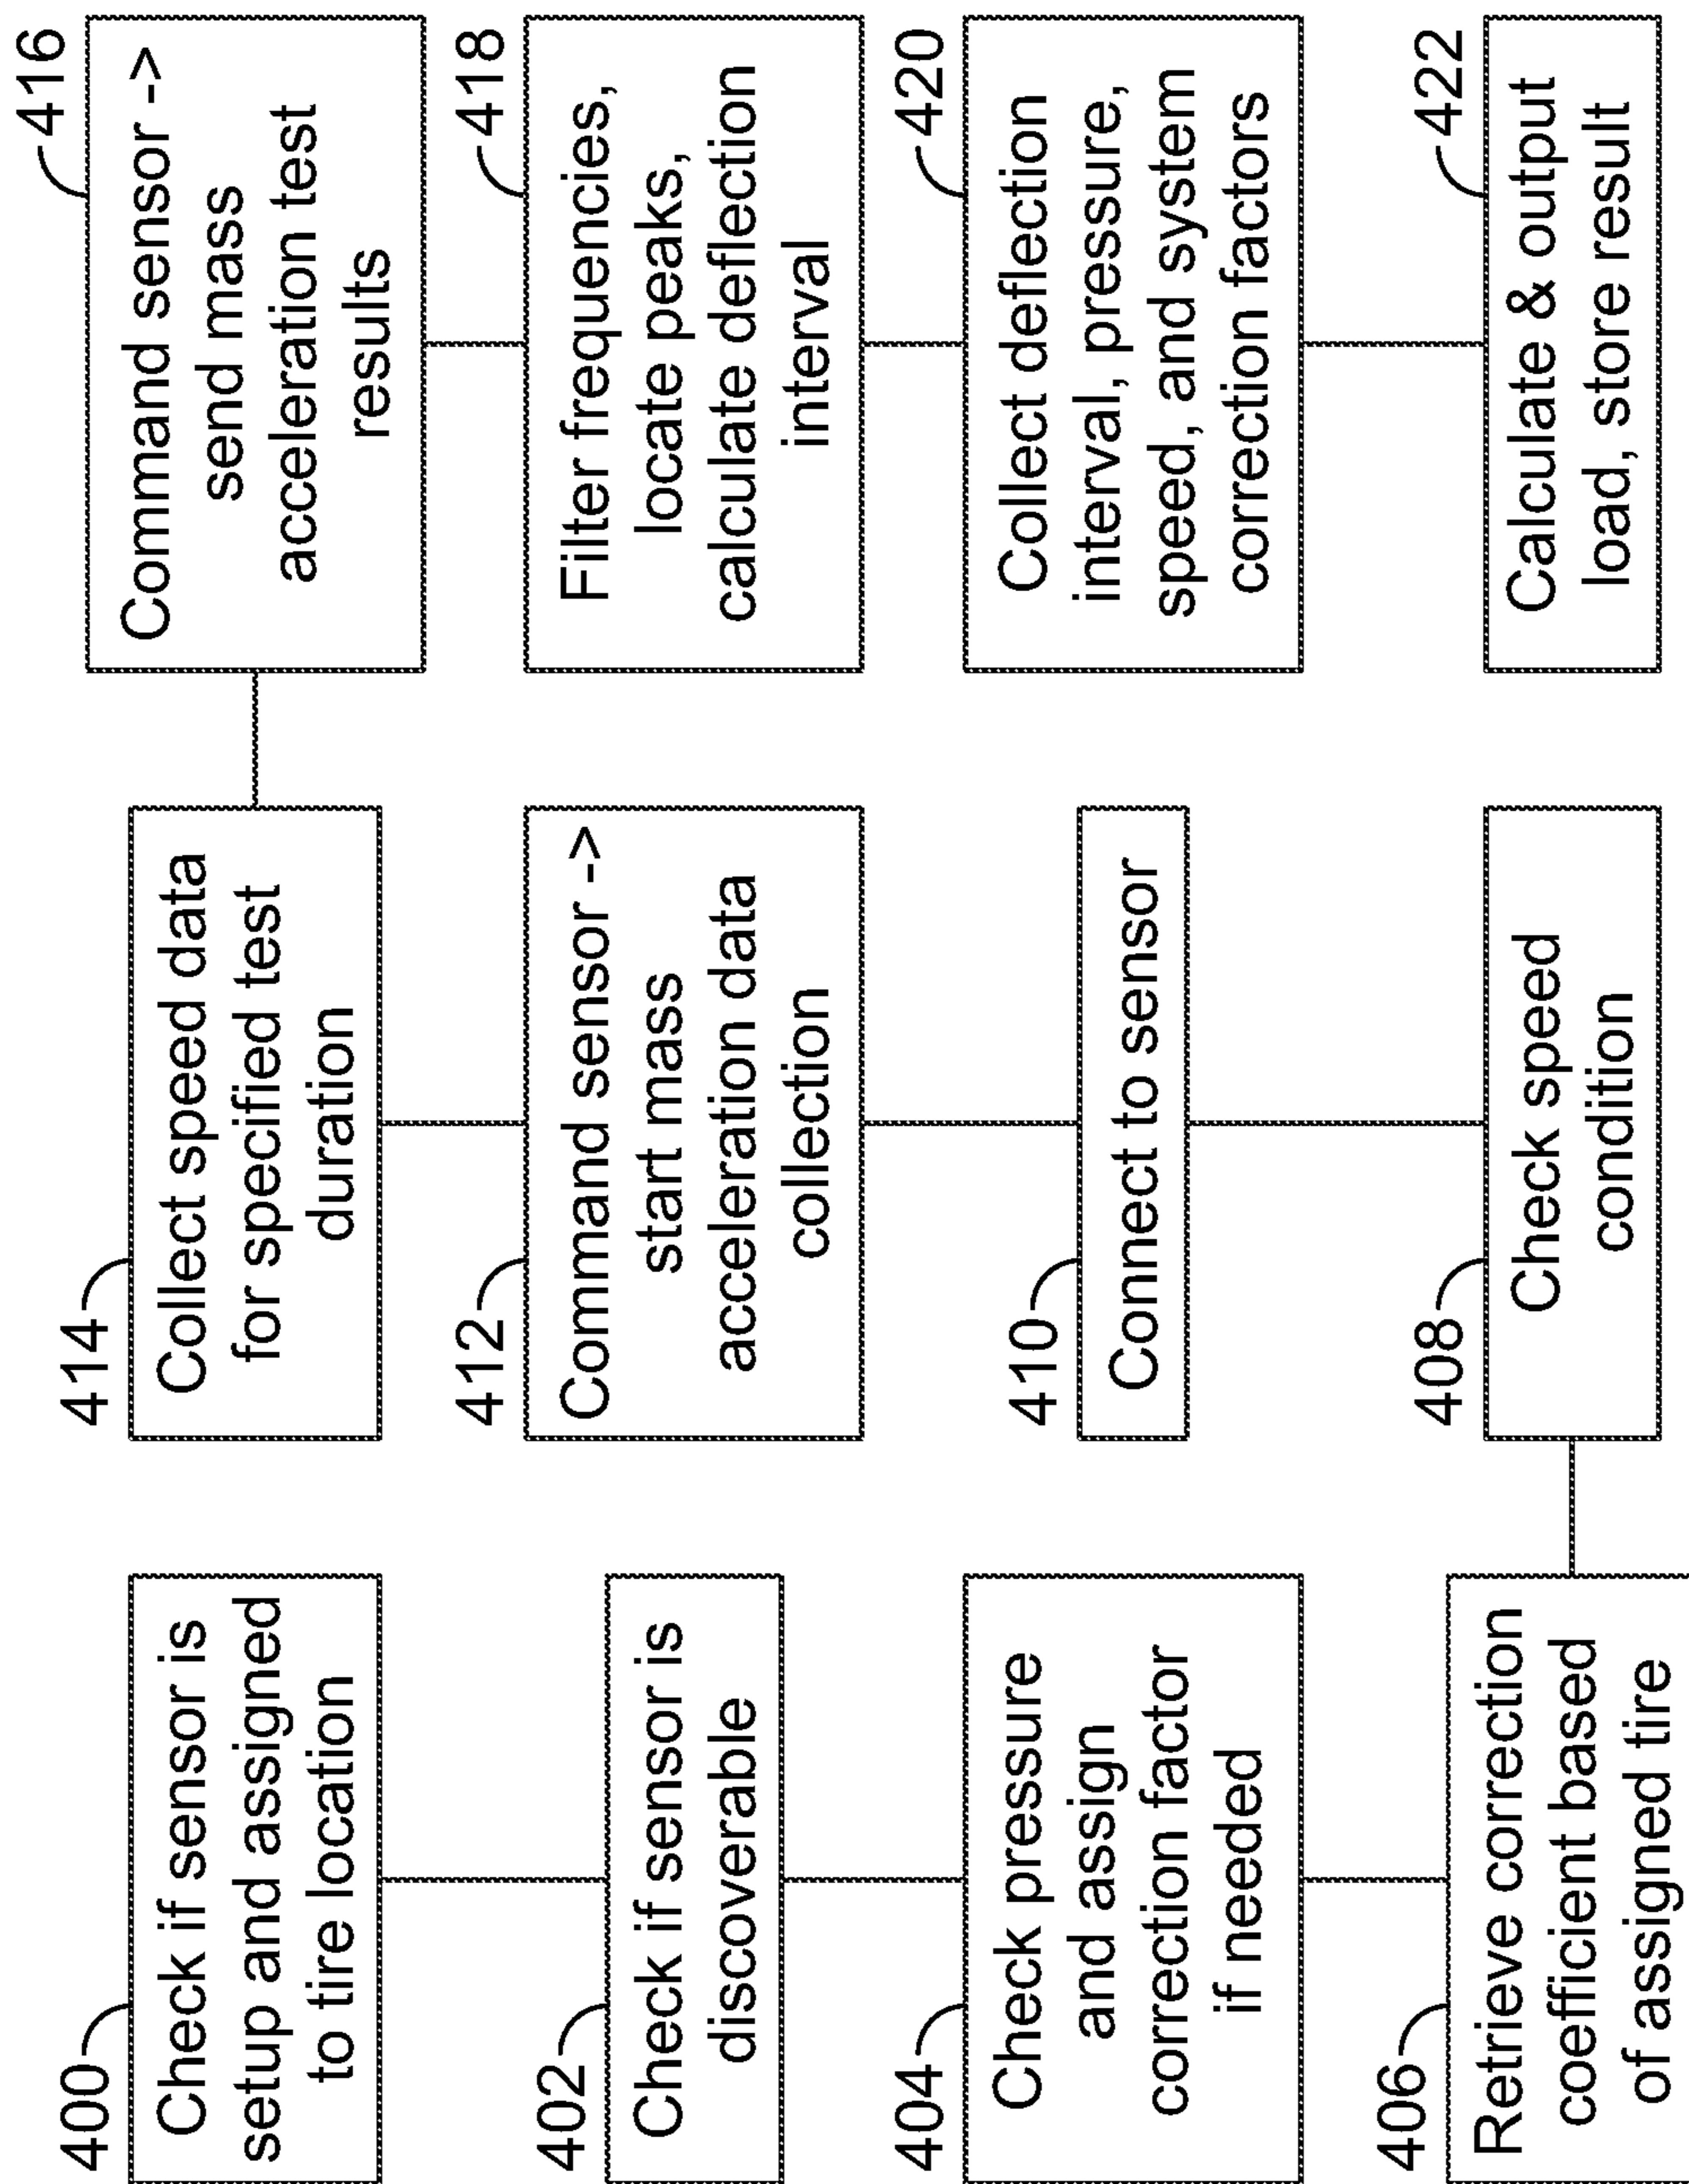 400
Check if sensor is
setup and assigned
to tire location
402
Check if sensor is
discoverable
404
Check pressure
and assign
correction factor
if needed
406
Retrieve correction
coefficient based
of assigned tire
408
Check speed
condition
410
Connect to sensor
412
Command sensor ->
start mass
acceleration data
collection
414
Collect speed data
for specified test
duration
416
Command sensor ->
send mass
acceleration test
results
418
Filter frequencies,
locate peaks,
calculate deflection
interval
420
Collect deflection
interval, pressure,
speed, and system
correction factors
422
Calculate & output
load, store result